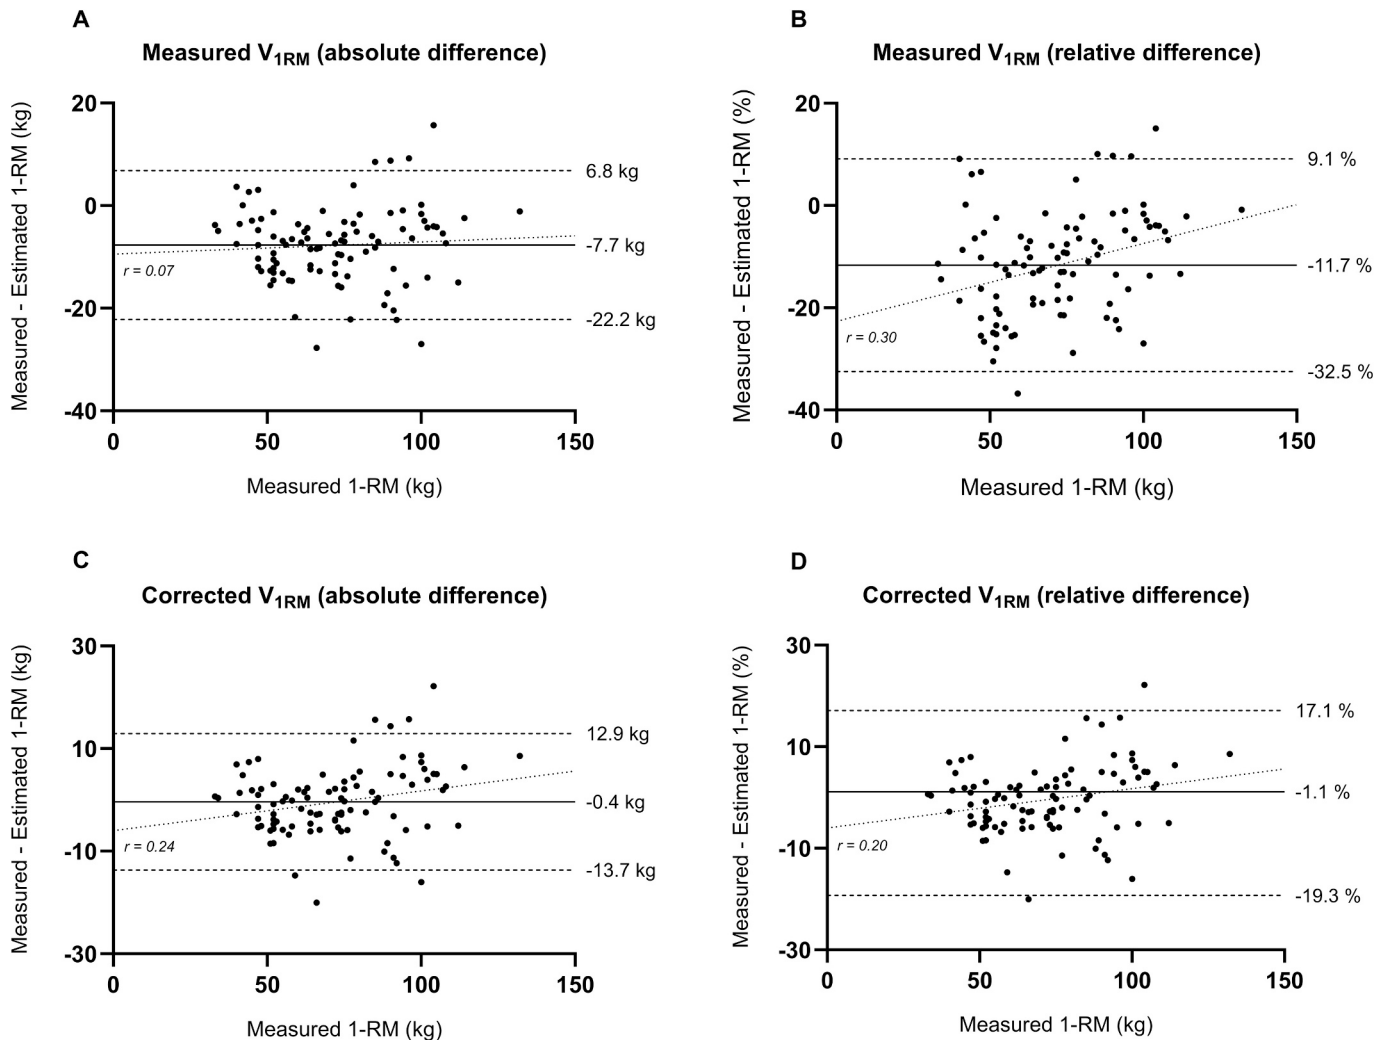 A
Measured V1RM (absolute difference)
Measured - Estimated 1-RM (kg)
20
0
-20
-40
6.8 kg
-7.7 kg
-22.2 kg
r = 0.07
0 50 100 150
Measured 1-RM (kg)
B
Measured V1RM (relative difference)
Measured - Estimated 1-RM (%)
20
0
-20
-40
9.1 %
-11.7 %
-32.5 %
r = 0.30
0 50 100 150
Measured 1-RM (kg)
C
Corrected V1RM (absolute difference)
Measured - Estimated 1-RM (kg)
30
10
-10
-30
12.9 kg
-0.4 kg
-13.7 kg
r = 0.24
0 50 100 150
Measured 1-RM (kg)
D
Corrected V1RM (relative difference)
Measured - Estimated 1-RM (%)
30
10
-10
-30
17.1 %
-1.1 %
-19.3 %
r = 0.20
0 50 100 150
Measured 1-RM (kg)